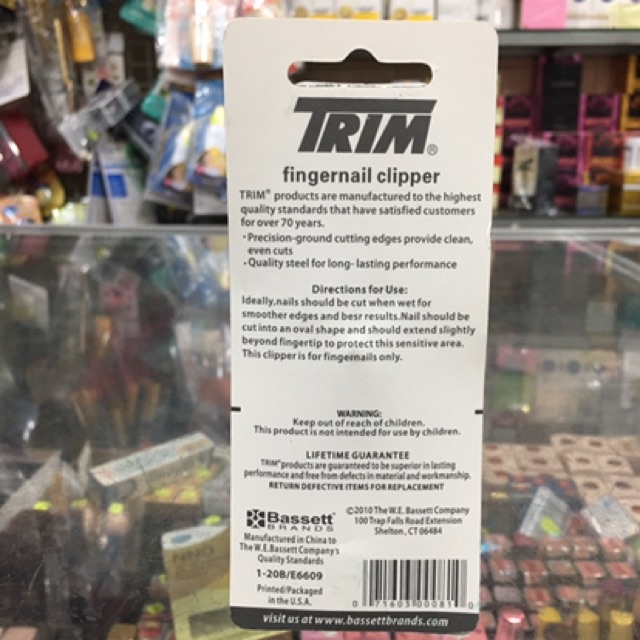 TRIM®
fingernail clipper
TRIM® products are manufactured to the highest
quality standards that have satisfied customers
for over 70 years.
·Precision-ground cutting edges provide clean,
even cuts
·Quality steel for long- lasting performance
Directions for Use:
Ideally,nails should be cut when wet for
smoother edges and besr results.Nail should be
cut into an oval shape and should extend slightly
beyond fingertip to protect this sensitive area.
This clipper is for fingernails only.
WARNING:
Keep out of reach of children.
This product is not intended for use by children.
LIFETIME GUARANTEE
TRIM® products are guaranteed to be superior in lasting
performance and free from defects in material and workmanship.
RETURN DEFECTIVE ITEMS FOR REPLACEMENT
Bassett®
BRANDS
Manufactured in China to
The W.E.Bassett Company's
Quality Standards
1-20B/E6609
Printed/Packaged
in the U.S.A.
©2010 The W.E. Bassett Company
100 Trap Falls Road Extension
Shelton, CT 06484
0 71603 00081 0
visit us at www.bassettbrands.com